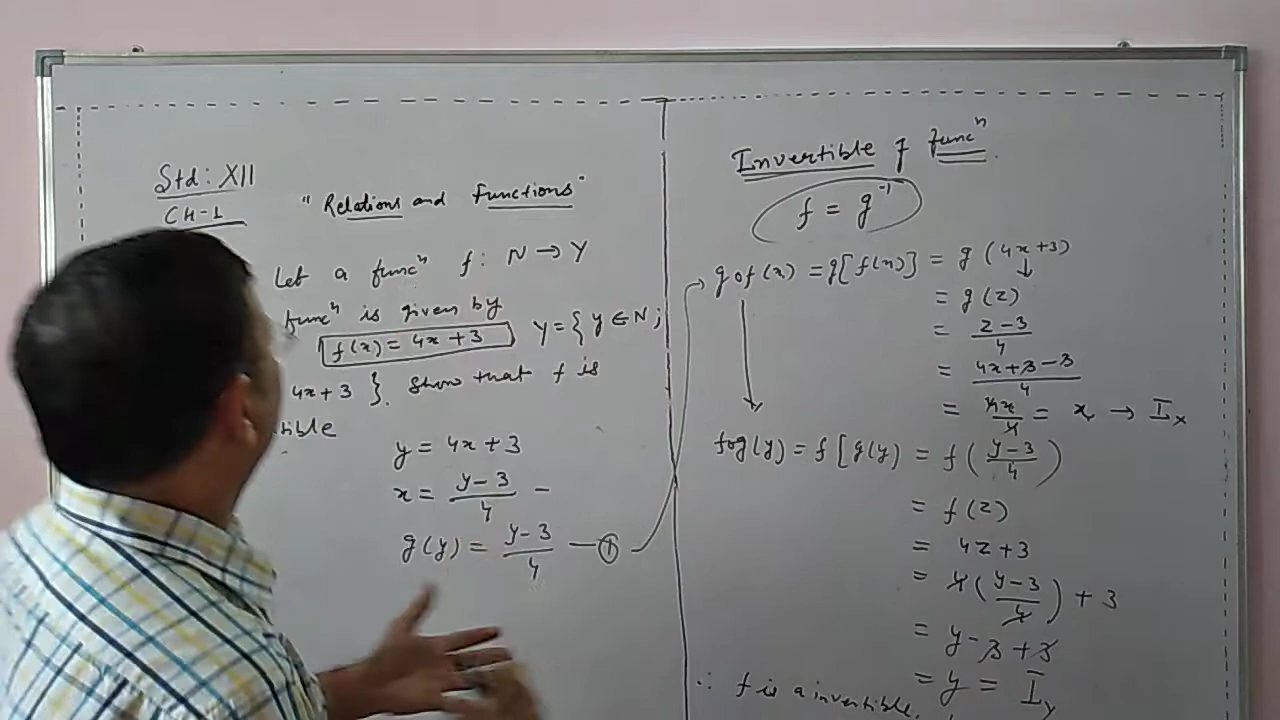 Std: XII
CH-1
"Relations and Functions"
Let a funcⁿ f: N → Y
funcⁿ is given by
f(x) = 4x+3 Y = { y ∈ N;
4x+3 }. Show that f is
y = 4x+3
x = y-3/4 -
g(y) = y-3/4 — ①
Invertible of funcⁿ
f = g⁻¹
gof(x) = g[f(x)] = g(4x+3)
= g(z)
= z-3/4
= 4x+3-3/4
= 4x/4 = x → Iₓ
fog(y) = f[g(y) = f(y-3/4)
= f(z)
= 4z+3
= 4(y-3/4) + 3
= y-3+3
= y = I_Y
∴ f is a invertible.